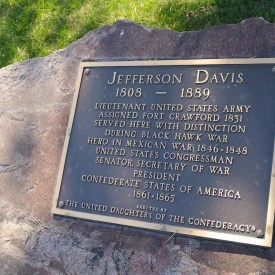 JEFFERSON DAVIS
1808 — 1889
LIEUTENANT UNITED STATES ARMY
ASSIGNED FORT CRAWFORD 1831
SERVED HERE WITH DISTINCTION
DURING BLACK HAWK WAR
HERO IN MEXICAN WAR, 1846-1848
UNITED STATES CONGRESSMAN
SENATOR, SECRETARY OF WAR
PRESIDENT
CONFEDERATE STATES OF AMERICA
1861-1865
ERECTED BY
THE UNITED DAUGHTERS OF THE CONFEDERACY